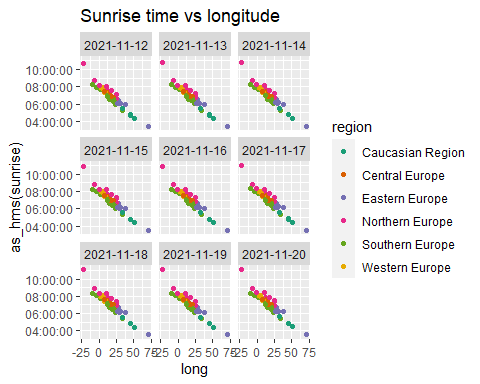 Sunrise time vs longitude
2021-11-12 2021-11-13 2021-11-14
10:00:00
08:00:00
06:00:00
04:00:00
2021-11-15 2021-11-16 2021-11-17
10:00:00
08:00:00
06:00:00
04:00:00
2021-11-18 2021-11-19 2021-11-20
10:00:00
08:00:00
06:00:00
04:00:00
-25 0 25 50 75 -25 0 25 50 75 -25 0 25 50 75
long
as_hms(sunrise)
region
Caucasian Region
Central Europe
Eastern Europe
Northern Europe
Southern Europe
Western Europe